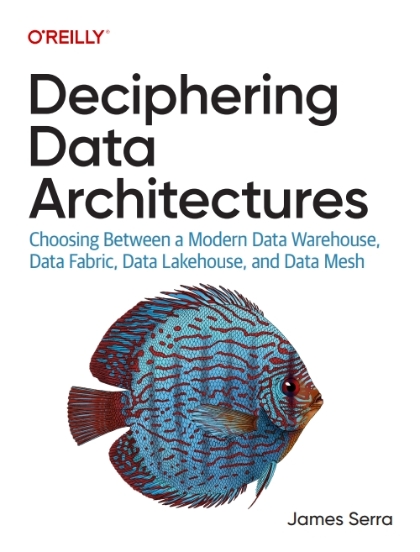 O'REILLY®
Deciphering
Data
Architectures
Choosing Between a Modern Data Warehouse,
Data Fabric, Data Lakehouse, and Data Mesh
James Serra